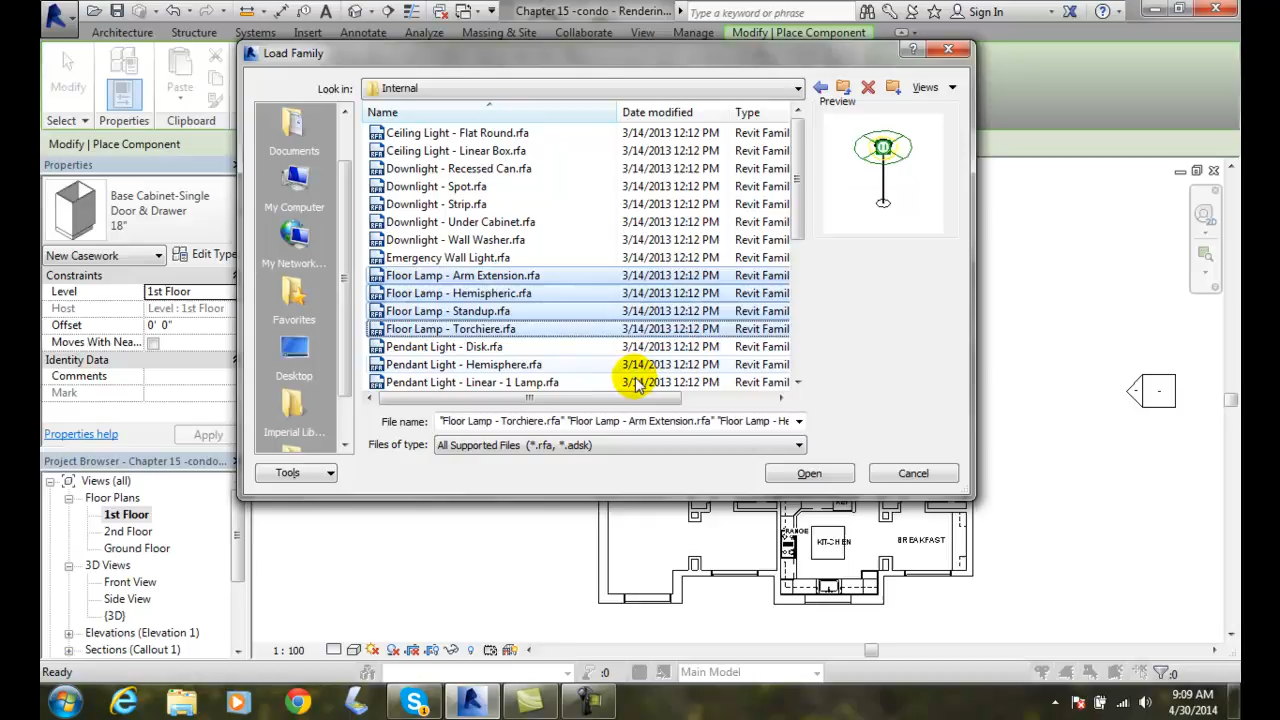 Chapter 15 -condo - Renderin...
Type a keyword or phrase
Sign In
Architecture Structure Systems Insert Annotate Analyze Massing & Site Collaborate View Manage Modify | Place Component
Modify
Paste
Select Properties Clipboard
Modify | Place Component
Properties
Base Cabinet-Single
Door & Drawer
18"
New Casework
Edit Type
Constraints
Level 1st Floor
Host Level : 1st Floor
Offset 0' 0"
Moves With Nea...
Identity Data
Comments
Mark
Properties help
Apply
Project Browser - Chapter 15 -condo...
Views (all)
Floor Plans
1st Floor
2nd Floor
Ground Floor
3D Views
Front View
Side View
{3D}
Elevations (Elevation 1)
Sections (Callout 1)
Load Family
Look in: Internal
Views
Documents
My Computer
My Network...
Favorites
Desktop
Imperial Lib...
Name Date modified Type
Ceiling Light - Flat Round.rfa 3/14/2013 12:12 PM Revit Famil
Ceiling Light - Linear Box.rfa 3/14/2013 12:12 PM Revit Famil
Downlight - Recessed Can.rfa 3/14/2013 12:12 PM Revit Famil
Downlight - Spot.rfa 3/14/2013 12:12 PM Revit Famil
Downlight - Strip.rfa 3/14/2013 12:12 PM Revit Famil
Downlight - Under Cabinet.rfa 3/14/2013 12:12 PM Revit Famil
Downlight - Wall Washer.rfa 3/14/2013 12:12 PM Revit Famil
Emergency Wall Light.rfa 3/14/2013 12:12 PM Revit Famil
Floor Lamp - Arm Extension.rfa 3/14/2013 12:12 PM Revit Famil
Floor Lamp - Hemispheric.rfa 3/14/2013 12:12 PM Revit Famil
Floor Lamp - Standup.rfa 3/14/2013 12:12 PM Revit Famil
Floor Lamp - Torchiere.rfa 3/14/2013 12:12 PM Revit Famil
Pendant Light - Disk.rfa 3/14/2013 12:12 PM Revit Famil
Pendant Light - Hemisphere.rfa 3/14/2013 12:12 PM Revit Famil
Pendant Light - Linear - 1 Lamp.rfa 3/14/2013 12:12 PM Revit Famil
Preview
File name: "Floor Lamp - Torchiere.rfa" "Floor Lamp - Arm Extension.rfa" "Floor Lamp - He
Files of type: All Supported Files (*.rfa, *.adsk)
Tools
Open
Cancel
RANGE
KITCHEN
BREAKFAST
1 : 100
Ready
:0
Main Model
:0
9:09 AM
4/30/2014